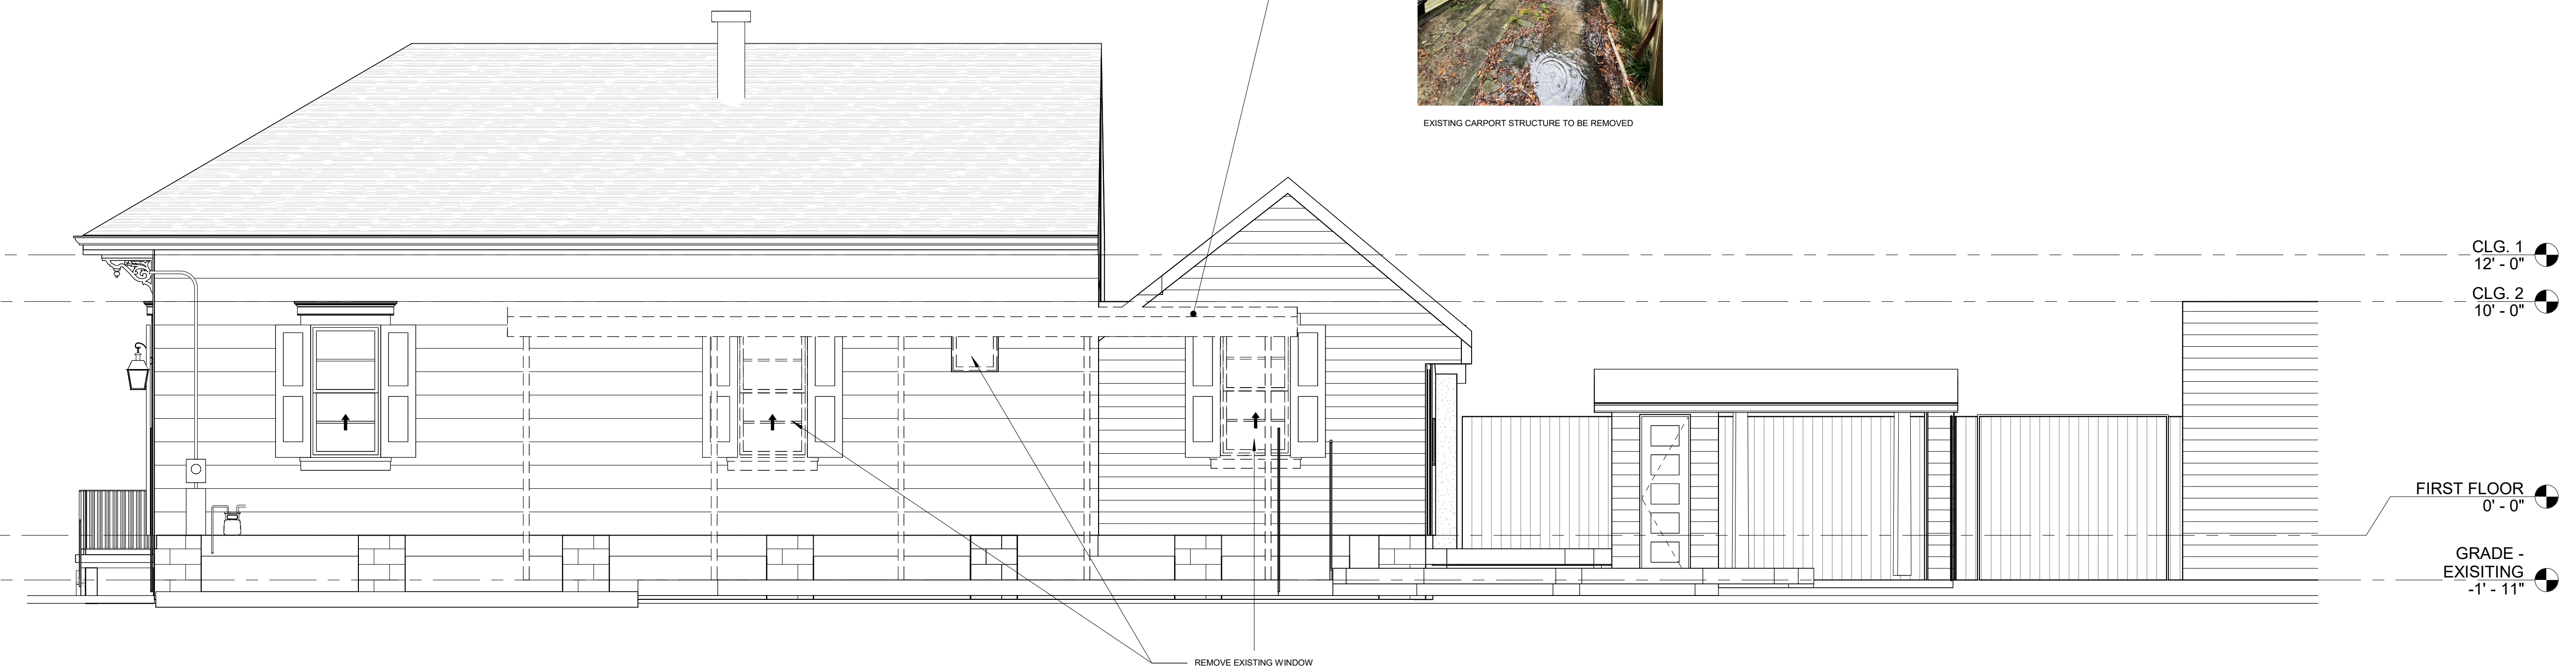 EXISTING CARPORT STRUCTURE TO BE REMOVED
CLG. 1
12' - 0"
CLG. 2
10' - 0"
FIRST FLOOR
0' - 0"
GRADE -
EXISITING
-1' - 11"
REMOVE EXISTING WINDOW